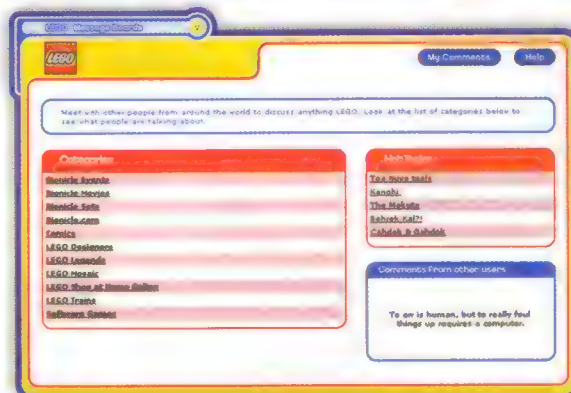 LEGO Message Boards
LEGO
My Comments
Help
Meet with other people from around the world to discuss anything LEGO. Look at the list of categories below to
see what people are talking about.
Categories
Bionicle Awards
Bionicle Movies
Bionicle Sets
Bionicle.com
Comics
LEGO Designers
LEGO Legends
LEGO Mosaic
LEGO Shop at Home Online
LEGO Trains
Software Games
Hot Topics
Toa Nuva tools
Kanohi
The Makuta
Bohrok Kal?!
Cahdok & Gahdok
Comments from other users
To err is human, but to really foul
things up requires a computer.